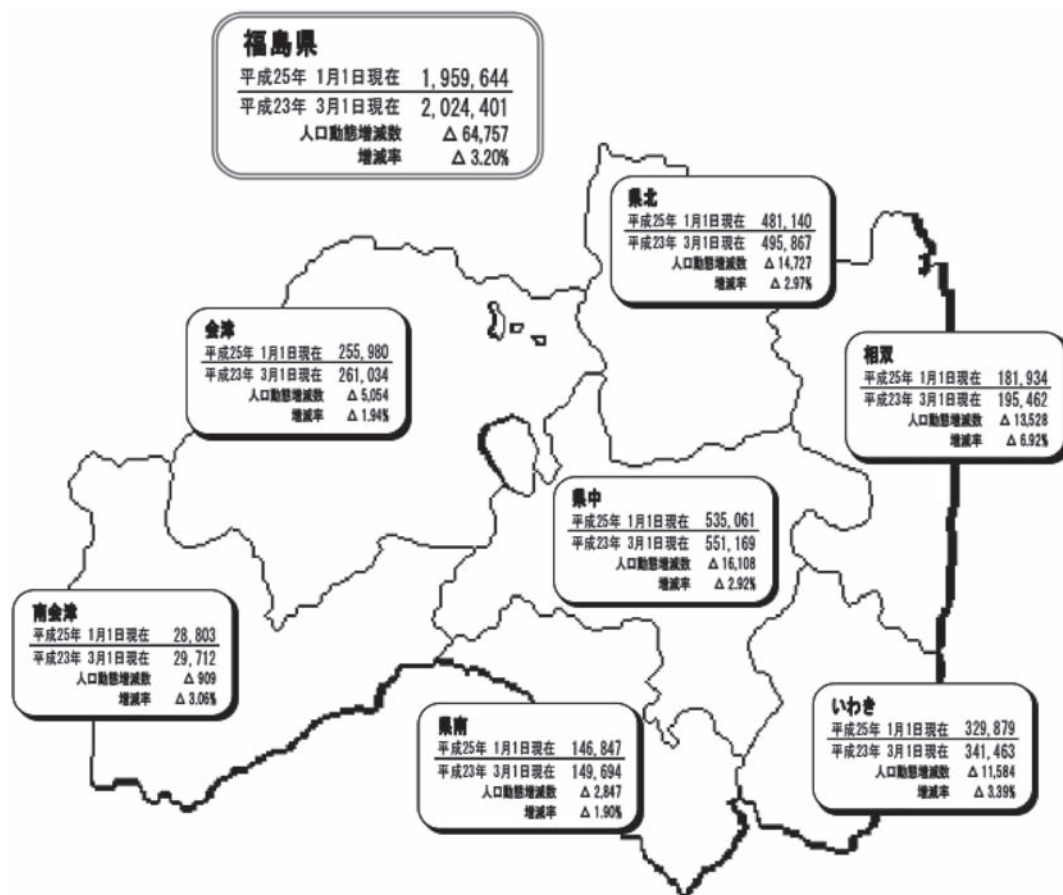 福島県
平成25年 1月1日現在 1,959,644
平成23年 3月1日現在 2,024,401
人口動態増減数 △ 64,757
増減率 △ 3.20%
県北
平成25年 1月1日現在 481,140
平成23年 3月1日現在 495,867
人口動態増減数 △ 14,727
増減率 △ 2.97%
会津
平成25年 1月1日現在 255,980
平成23年 3月1日現在 261,034
人口動態増減数 △ 5,054
増減率 △ 1.94%
相双
平成25年 1月1日現在 181,934
平成23年 3月1日現在 195,462
人口動態増減数 △ 13,528
増減率 △ 6.92%
県中
平成25年 1月1日現在 535,061
平成23年 3月1日現在 551,169
人口動態増減数 △ 16,108
増減率 △ 2.92%
南会津
平成25年 1月1日現在 28,803
平成23年 3月1日現在 29,712
人口動態増減数 △ 909
増減率 △ 3.06%
県南
平成25年 1月1日現在 146,847
平成23年 3月1日現在 149,694
人口動態増減数 △ 2,847
増減率 △ 1.90%
いわき
平成25年 1月1日現在 329,879
平成23年 3月1日現在 341,463
人口動態増減数 △ 11,584
増減率 △ 3.39%